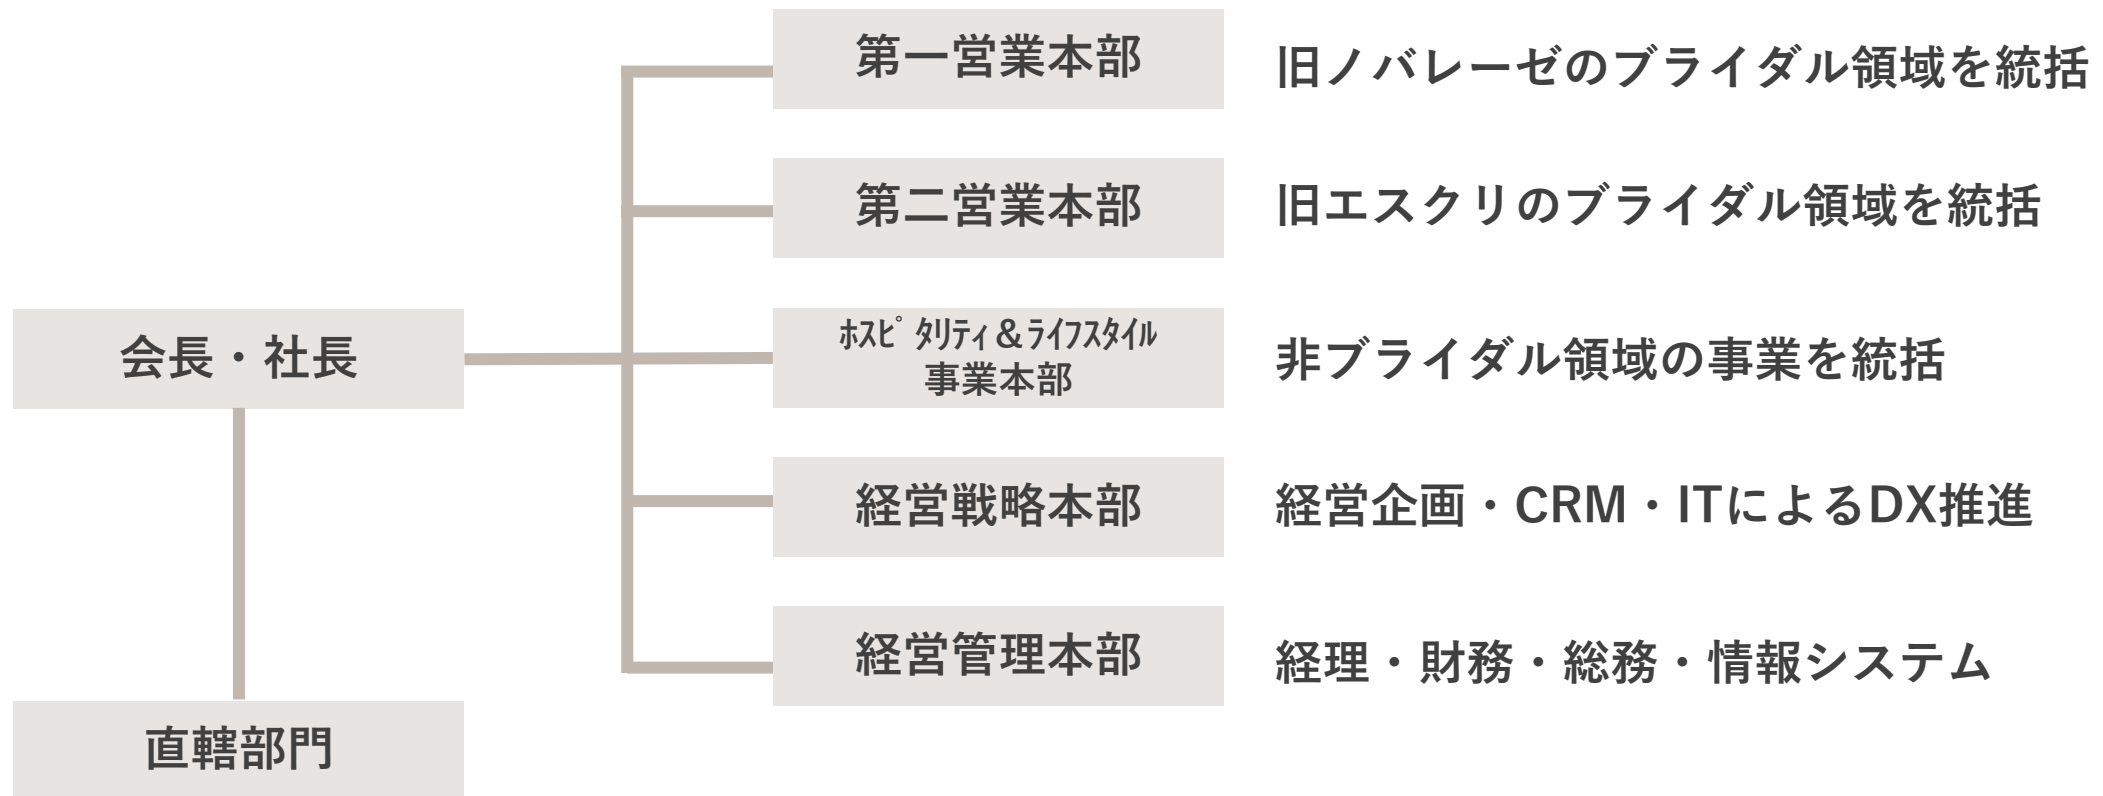 第一営業本部
旧ノバレーゼのブライダル領域を統括
第二営業本部
旧エスクリのブライダル領域を統括
会長・社長
ﾎｽﾋﾟﾀﾘﾃｨ＆ﾗｲﾌｽﾀｲﾙ
事業本部
非ブライダル領域の事業を統括
経営戦略本部
経営企画・CRM・ITによるDX推進
経営管理本部
経理・財務・総務・情報システム
直轄部門